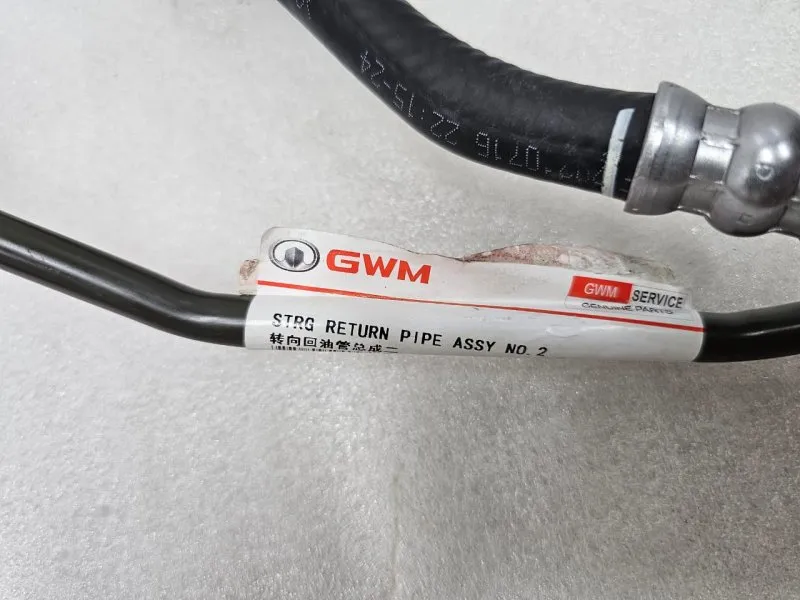 22:15-24
0716
GWM
GWM SERVICE
GENUINE PARTS
STRG RETURN PIPE ASSY NO.2
转向回油管总成二